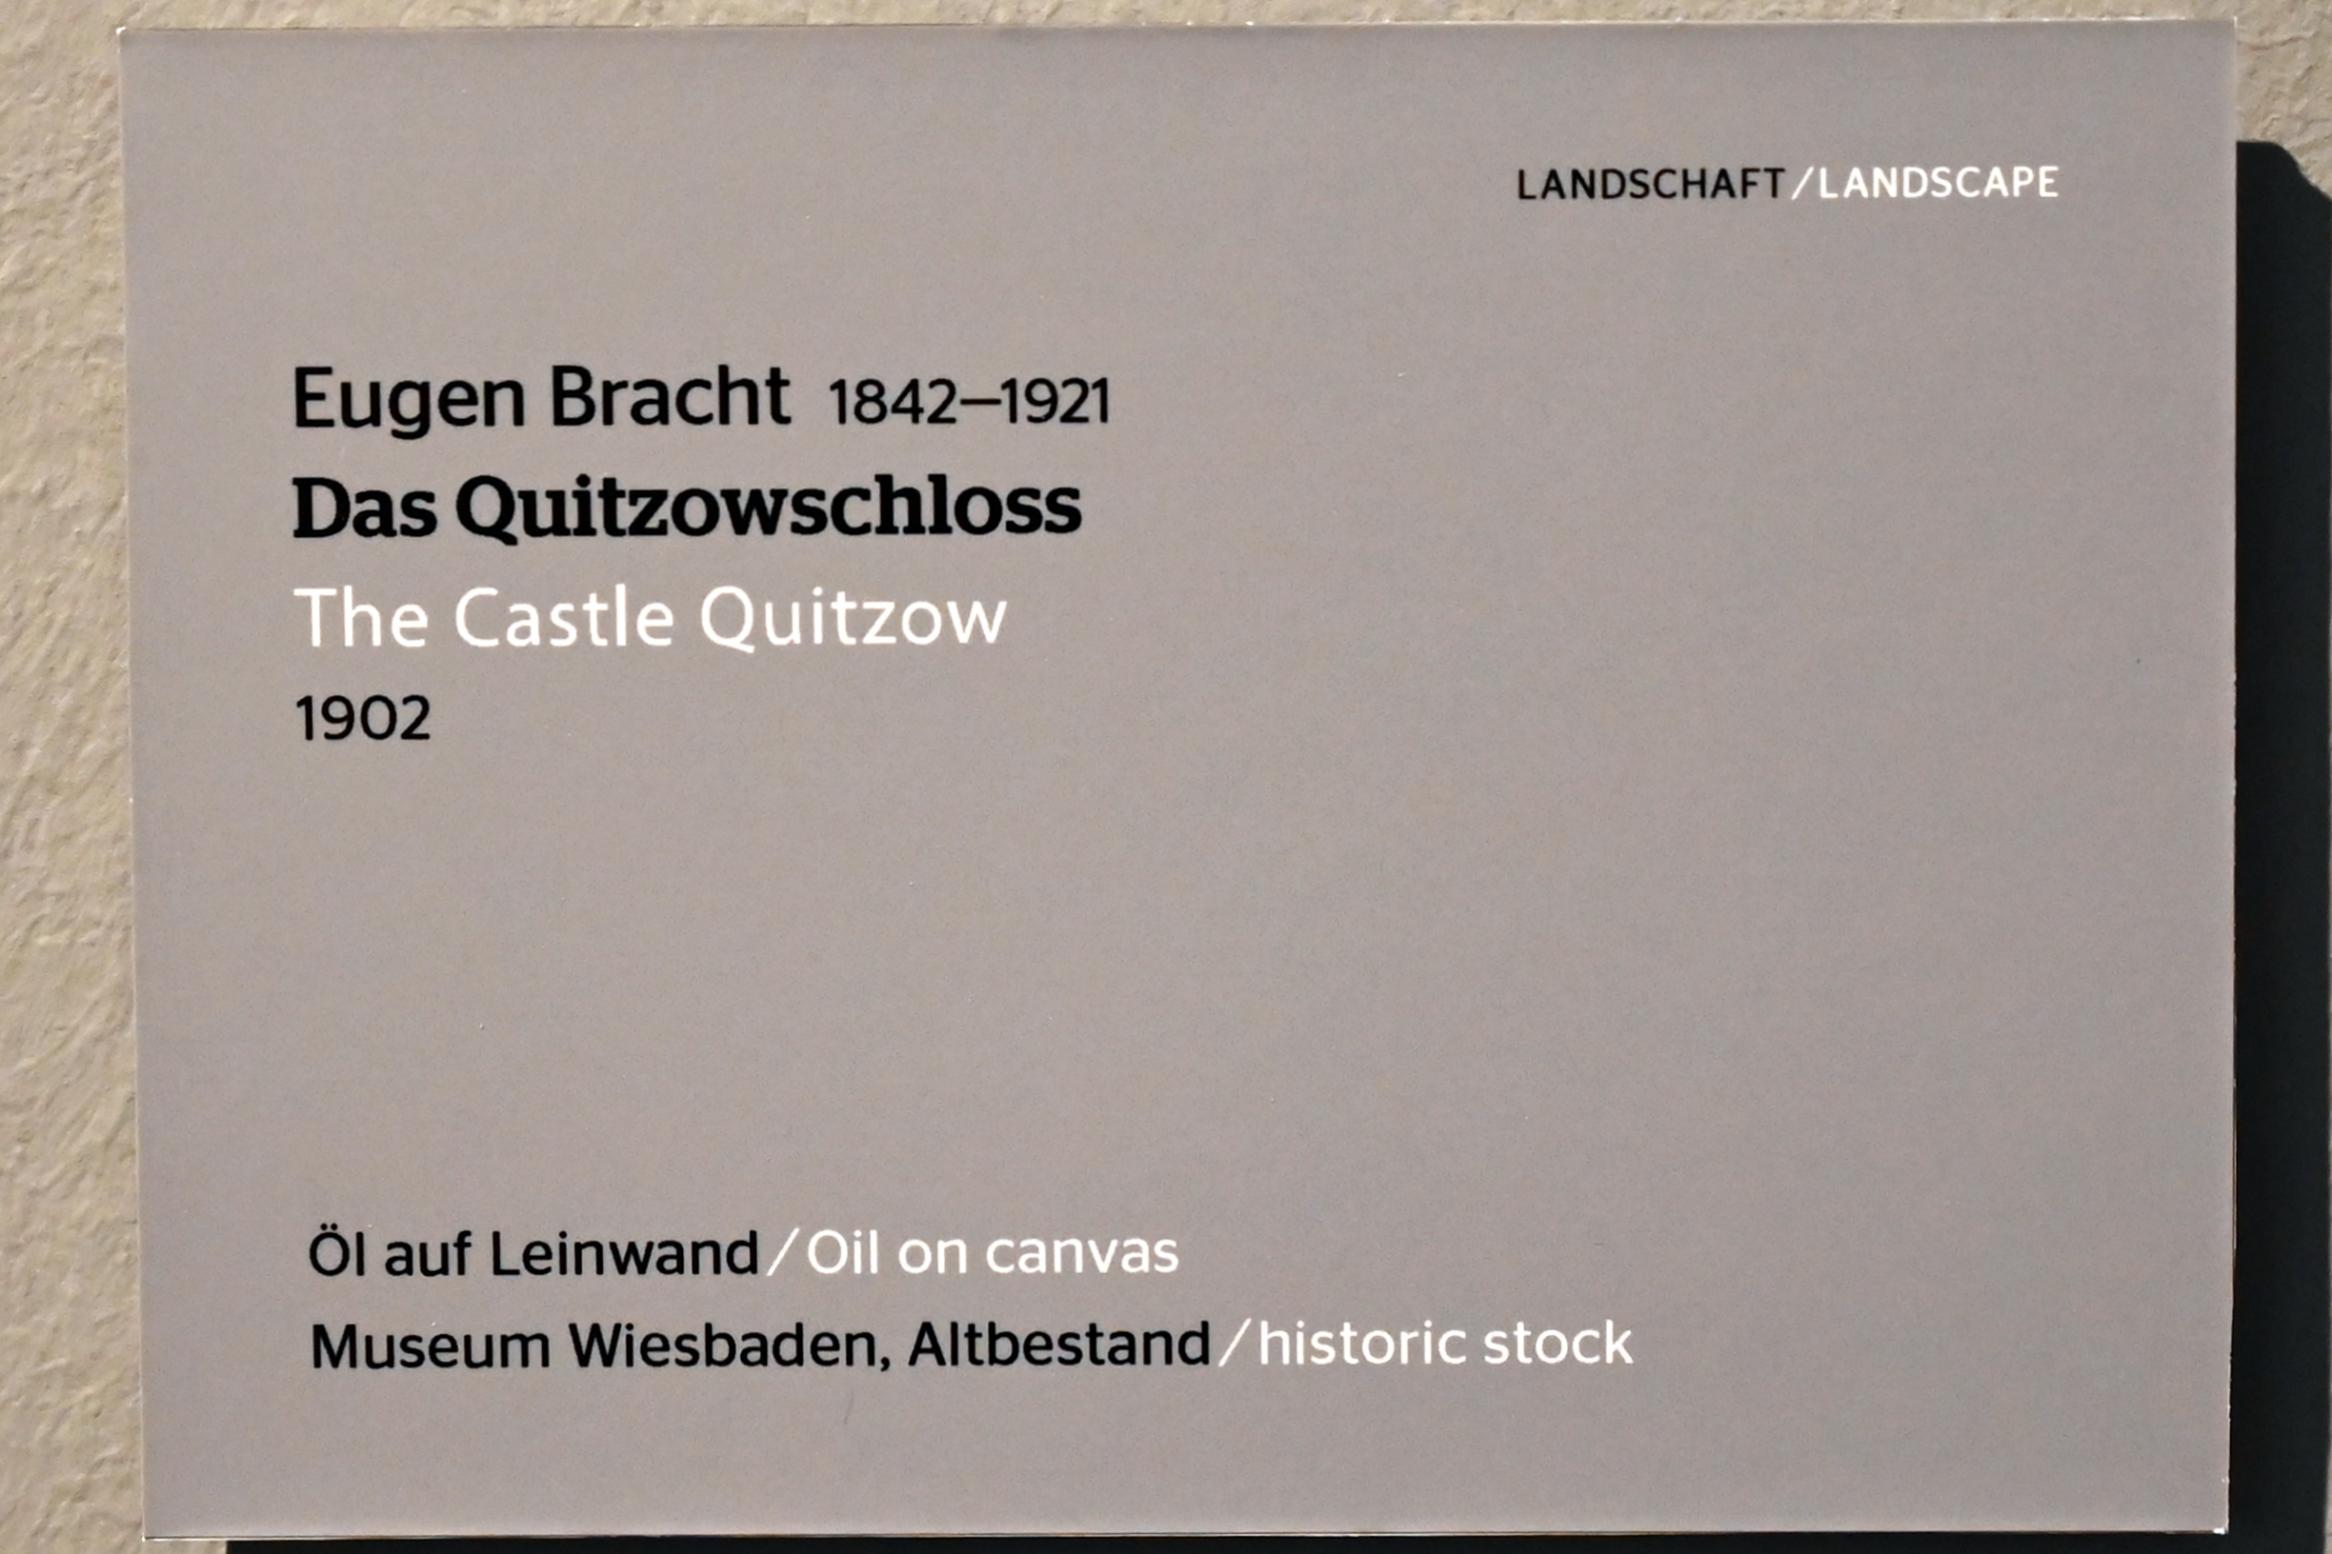 LANDSCHAFT/LANDSCAPE
Eugen Bracht 1842–1921
Das Quitzowschloss
The Castle Quitzow
1902
Öl auf Leinwand/Oil on canvas
Museum Wiesbaden, Altbestand/historic stock